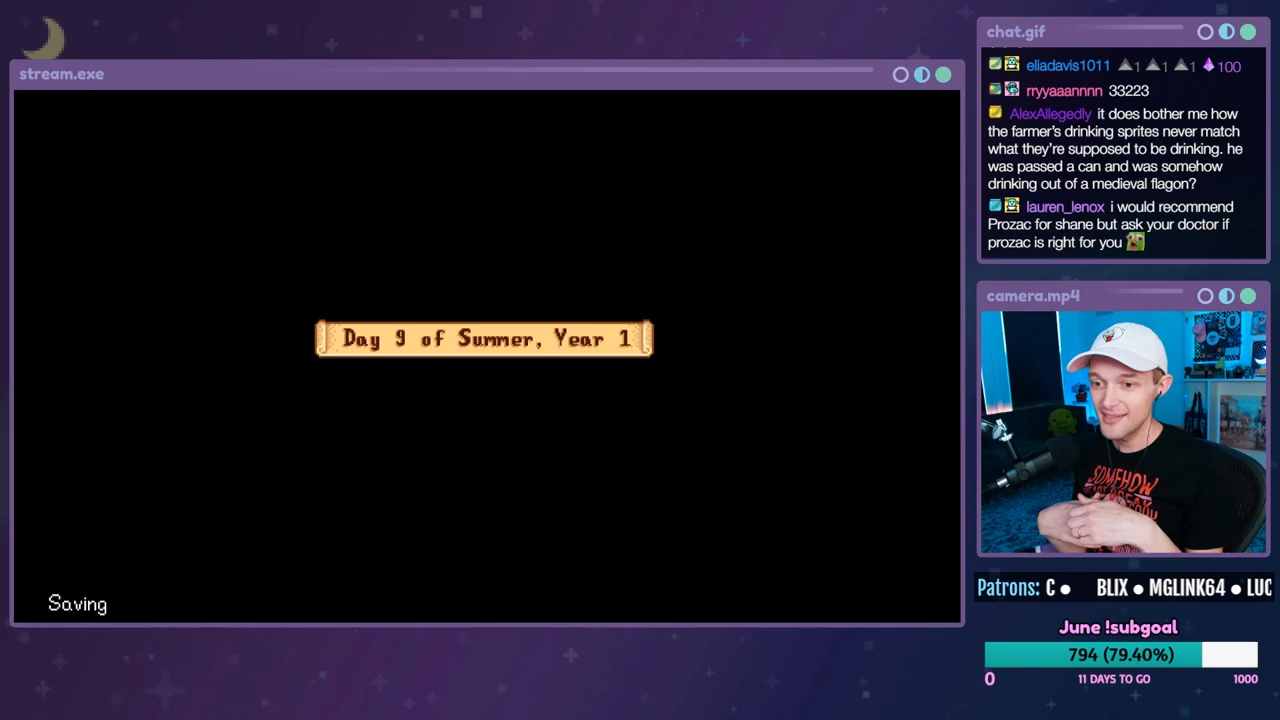 stream.exe
Day 9 of Summer, Year 1
Saving
chat.gif
eliadavis1011 1 1 1 100
rryyaaannnn 33223
AlexAllegedly it does bother me how
the farmer's drinking sprites never match
what they're supposed to be drinking. he
was passed a can and was somehow
drinking out of a medieval flagon?
lauren_lenox i would recommend
Prozac for shane but ask your doctor if
prozac is right for you
camera.mp4
SOMEHOW
Patrons: C ● BLIX ● MGLINK64 ● LUC
June !subgoal
794 (79.40%)
0 11 DAYS TO GO 1000